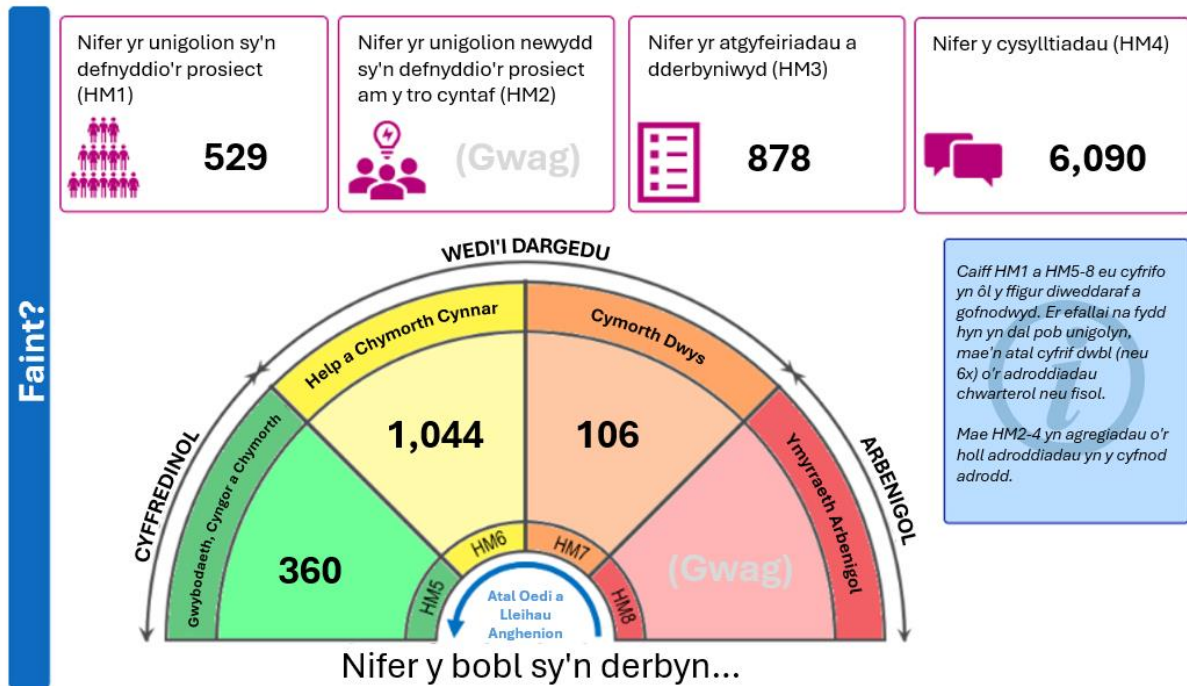 Faint?
Nifer yr unigolion sy'n
defnyddio'r prosiect
(HM1)
529
Nifer yr unigolion newydd
sy'n defnyddio'r prosiect
am y tro cyntaf (HM2)
(Gwag)
Nifer yr atgyfeiriadau a
dderbyniwyd (HM3)
878
Nifer y cysylltiadau (HM4)
6,090
WEDI'I DARGEDU
CYFFREDINOL
ARBENIGOL
Gwybodaeth, Cyngor a Chymorth
Help a Chymorth Cynnar
Cymorth Dwys
Ymyrraeth Arbenigol
360
1,044
106
(Gwag)
HM5
HM6
HM7
HM8
Atal Oedi a
Lleihau
Anghenion
Nifer y bobl sy'n derbyn...
Caiff HM1 a HM5-8 eu cyfrifo
yn ôl y ffigur diweddaraf a
gofnodwyd. Er efallai na fydd
hyn yn dal pob unigolyn,
mae'n atal cyfrif dwbl (neu
6x) o'r adroddiadau
chwarterol neu fisol.
Mae HM2-4 yn agregiadau o'r
holl adroddiadau yn y cyfnod
adrodd.